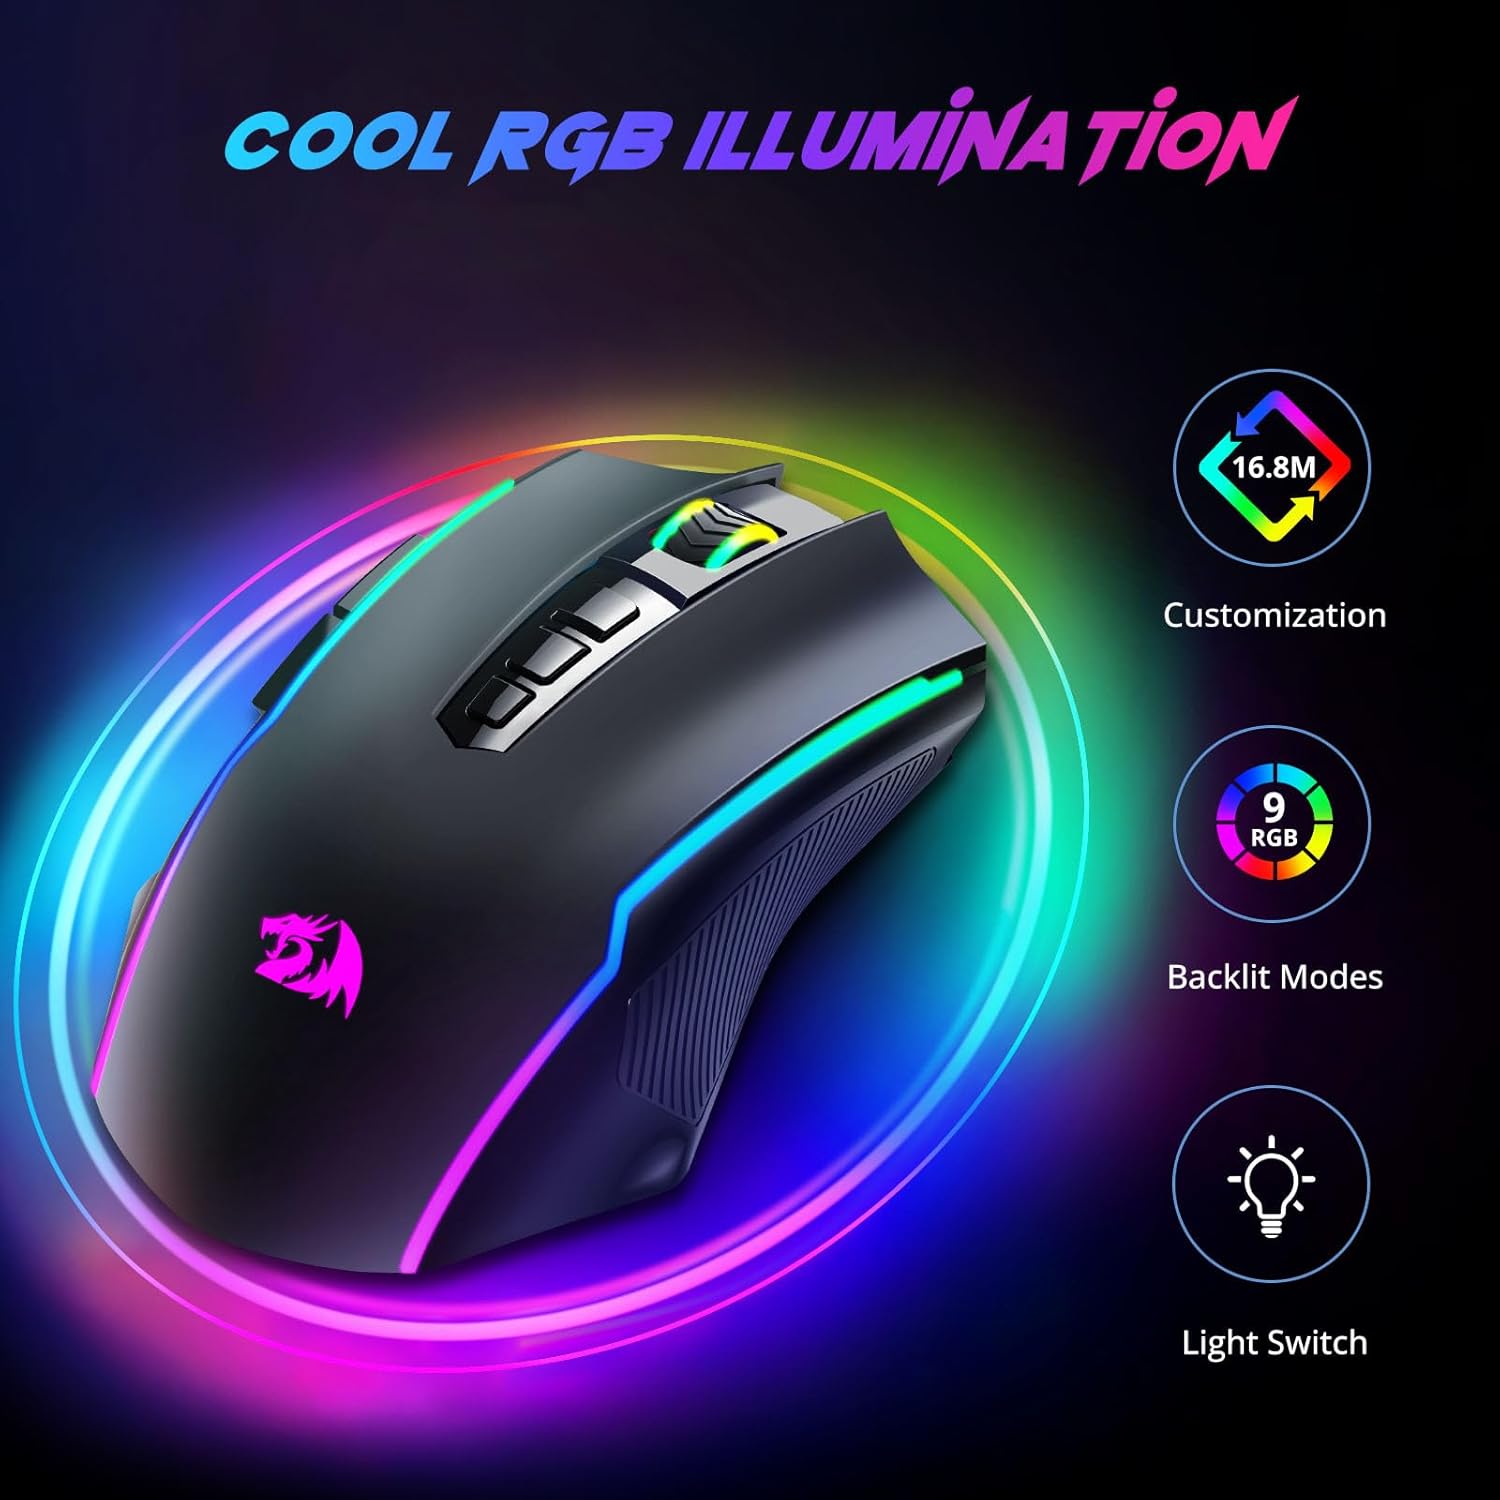 COOL RGB ILLUMINATION
16.8M
Customization
9
RGB
Backlit Modes
Light Switch